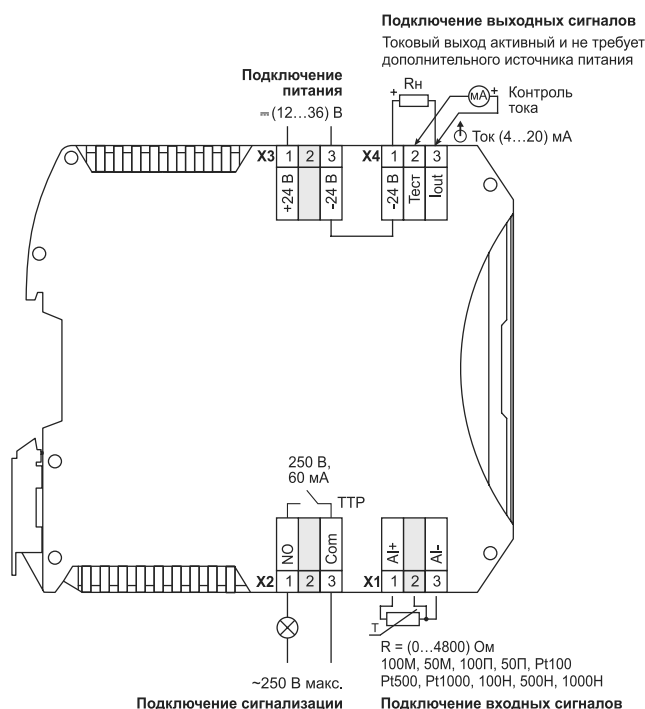 Подключение выходных сигналов
Токовый выход активный и не требует
дополнительного источника питания
Подключение
питания
⎓ (12...36) В
+ Rн
мА +
Контроль
тока
Ток (4...20) мА
X3 1 2 3
+24 В
-24 В
X4 1 2 3
-24 В
Тест
Iout
250 В,
60 мА
ТТР
NO
Com
X2 1 2 3
AI+
AI-
X1 1 2 3
T
R = (0...4800) Ом
100М, 50М, 100П, 50П, Pt100
Pt500, Pt1000, 100Н, 500Н, 1000Н
~250 В макс.
Подключение сигнализации
Подключение входных сигналов